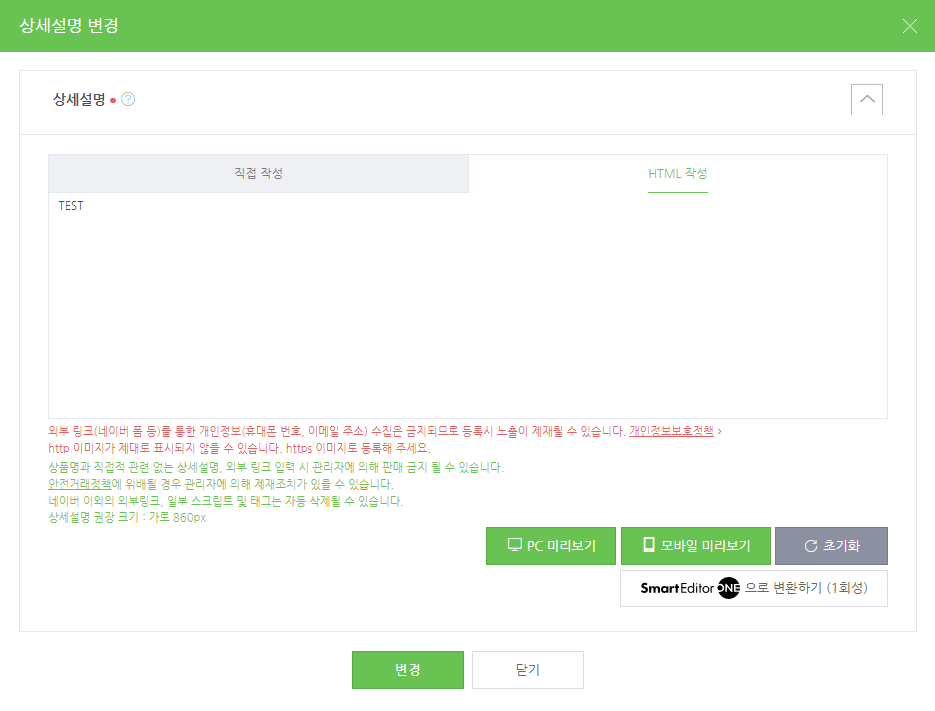 상세설명 변경
상세설명
직접 작성
HTML 작성
TEST
외부 링크(네이버 폼 등)를 통한 개인정보(휴대폰 번호, 이메일 주소) 수집은 금지되므로 등록시 노출이 제재될 수 있습니다. 개인정보보호정책 >
http 이미지가 제대로 표시되지 않을 수 있습니다. https 이미지로 등록해 주세요.
상품명과 직접적 관련 없는 상세설명, 외부 링크 입력 시 관리자에 의해 판매 금지 될 수 있습니다.
안전거래정책에 위배될 경우 관리자에 의해 제재조치가 있을 수 있습니다.
네이버 이외의 외부링크, 일부 스크립트 및 태그는 자동 삭제될 수 있습니다.
상세설명 권장 크기 : 가로 860px
PC 미리보기
모바일 미리보기
초기화
SmartEditor ONE 으로 변환하기 (1회성)
변경
닫기